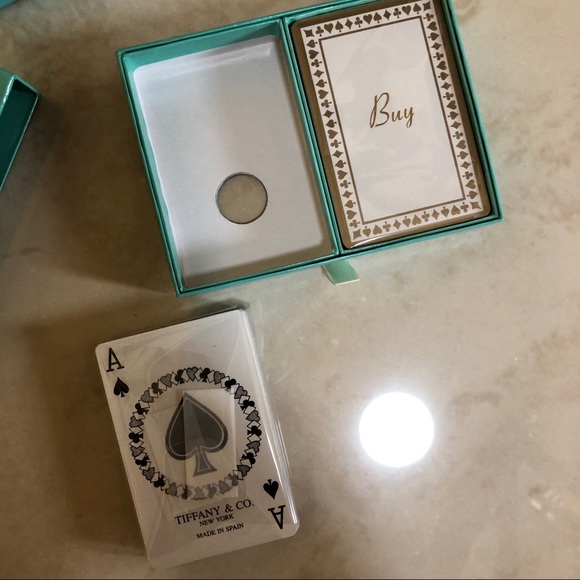 Buy
A
TIFFANY & CO.
NEW YORK
MADE IN SPAIN
A